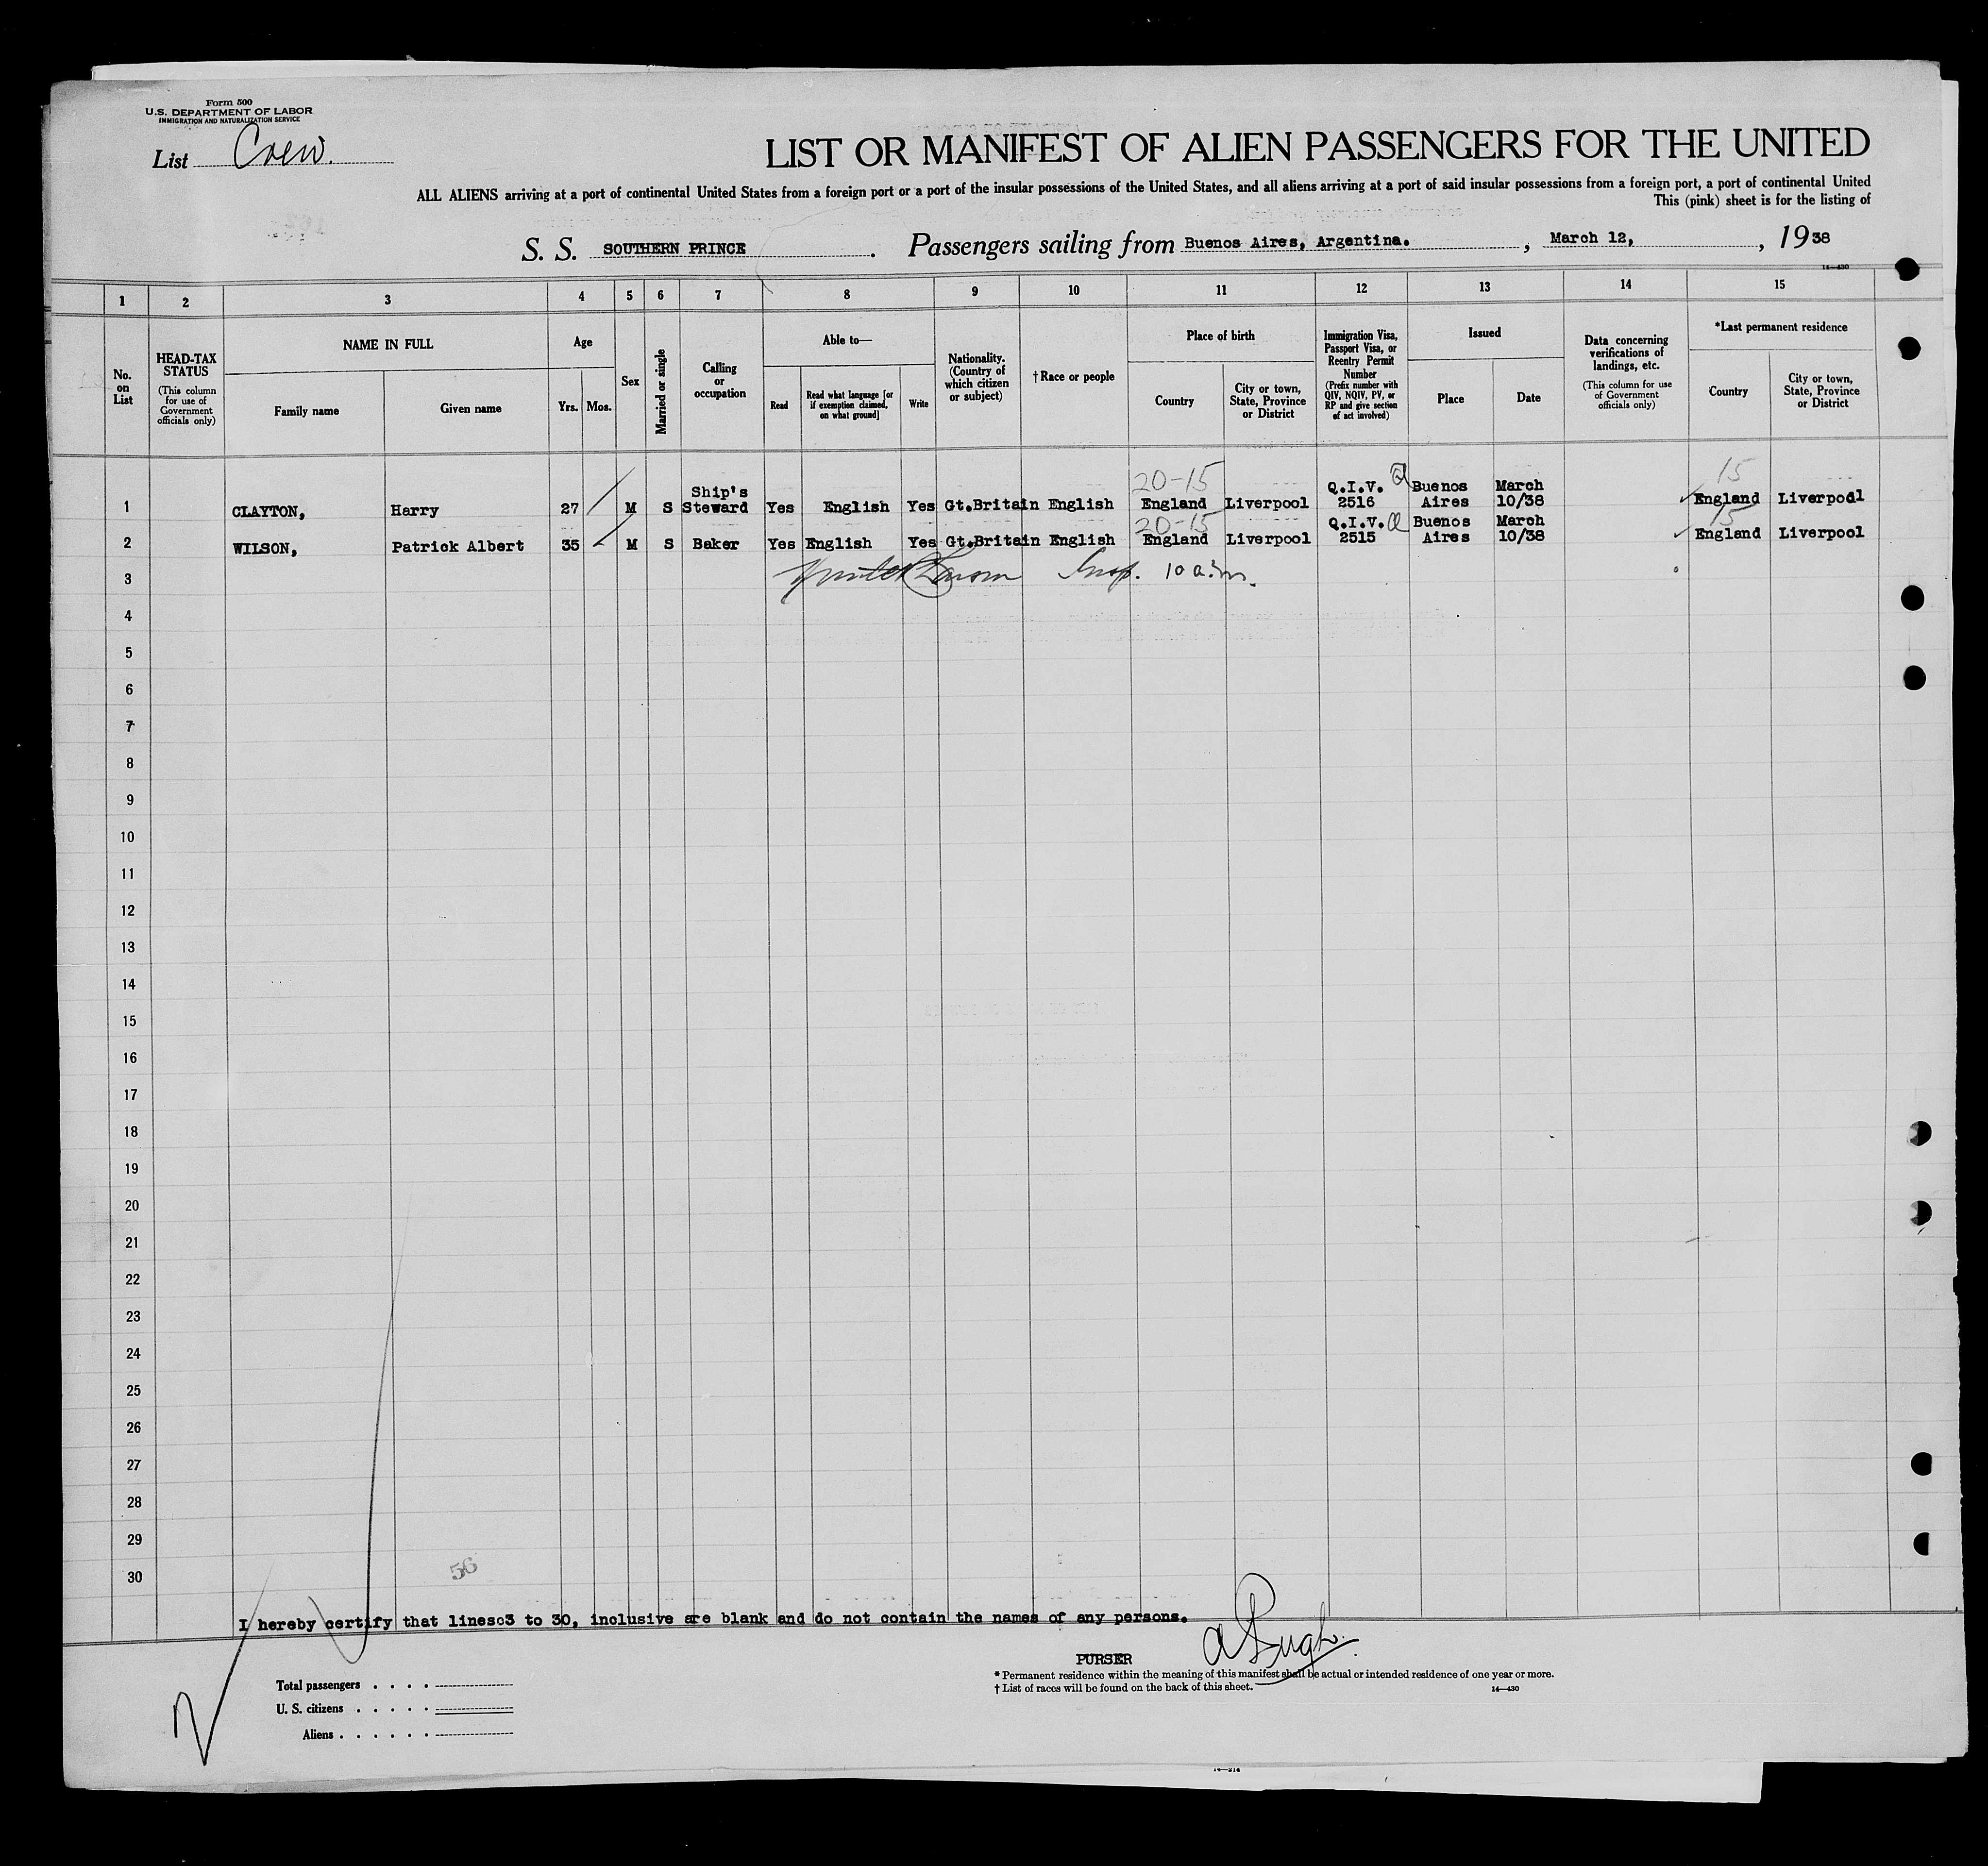 Form 500
U.S. DEPARTMENT OF LABOR
IMMIGRATION AND NATURALIZATION SERVICE
List Crew.
LIST OR MANIFEST OF ALIEN PASSENGERS FOR THE UNITED
ALL ALIENS arriving at a port of continental United States from a foreign port or a port of the insular possessions of the United States, and all aliens arriving at a port of said insular possessions from a foreign port, a port of continental United
This (pink) sheet is for the listing of
S. S. SOUTHERN PRINCE. Passengers sailing from Buenos Aires, Argentina., March 12,, 1938
14—430
1 2 3 4 5 6 7 8 9 10 11 12 13 14 15
No. on List
HEAD-TAX STATUS
(This column for use of Government officials only)
NAME IN FULL
Family name
Given name
Age
Yrs. Mos.
Sex
Married or single
Calling or occupation
Able to—
Read
Read what language [or if exemption claimed, on what ground]
Write
Nationality. (Country of which citizen or subject)
†Race or people
Place of birth
Country
City or town, State, Province or District
Immigration Visa, Passport Visa, or Reentry Permit Number
(Prefix number with QIV, NQIV, PV, or RP and give section of act involved)
Issued
Place
Date
Data concerning verifications of landings, etc.
(This column for use of Government officials only)
*Last permanent residence
Country
City or town, State, Province or District
20-15 15
1 CLAYTON, Harry 27 M S Ship's Steward Yes English Yes Gt.Britain English England Liverpool Q.I.V. 2516 Buenos Aires March 10/38 England Liverpool
20-15 15
2 WILSON, Patrick Albert 35 M S Baker Yes English Yes Gt.Britain English England Liverpool Q.I.V. 2515 Buenos Aires March 10/38 England Liverpool
3 Insp. 10 a.m.
4
5
6
7
8
9
10
11
12
13
14
15
16
17
18
19
20
21
22
23
24
25
26
27
28
29
30
56
I hereby certify that linesc3 to 30, inclusive are blank and do not contain the names of any persons.
PURSER
Total passengers
U. S. citizens
Aliens
* Permanent residence within the meaning of this manifest shall be actual or intended residence of one year or more.
† List of races will be found on the back of this sheet.
14—430